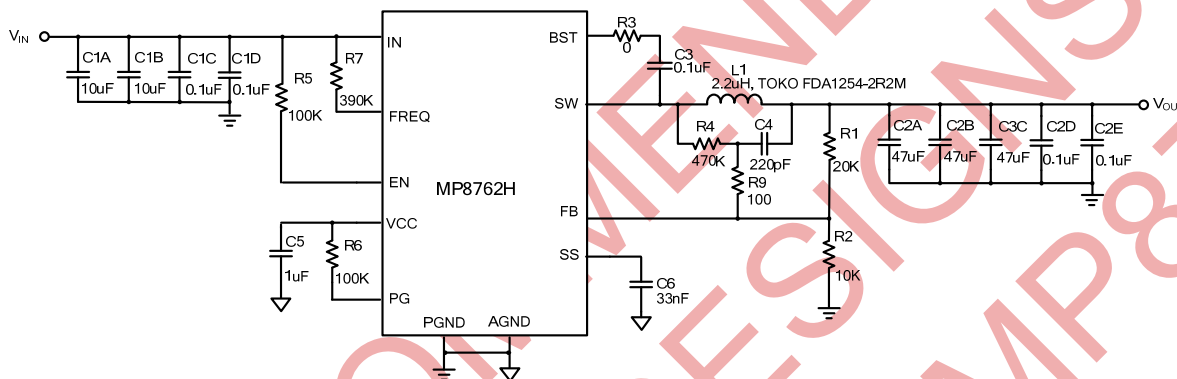 VIN
C1A
10uF
C1B
10uF
C1C
0.1uF
C1D
0.1uF
R5
100K
R7
390K
IN
FREQ
EN
VCC
PG
C5
1uF
R6
100K
MP8762H
PGND
AGND
BST
SW
FB
SS
R3
0
C3
0.1uF
L1
2.2uH, TOKO FDA1254-2R2M
R4
470K
C4
220pF
R9
100
R1
20K
R2
10K
C6
33nF
C2A
47uF
C2B
47uF
C3C
47uF
C2D
0.1uF
C2E
0.1uF
VOU